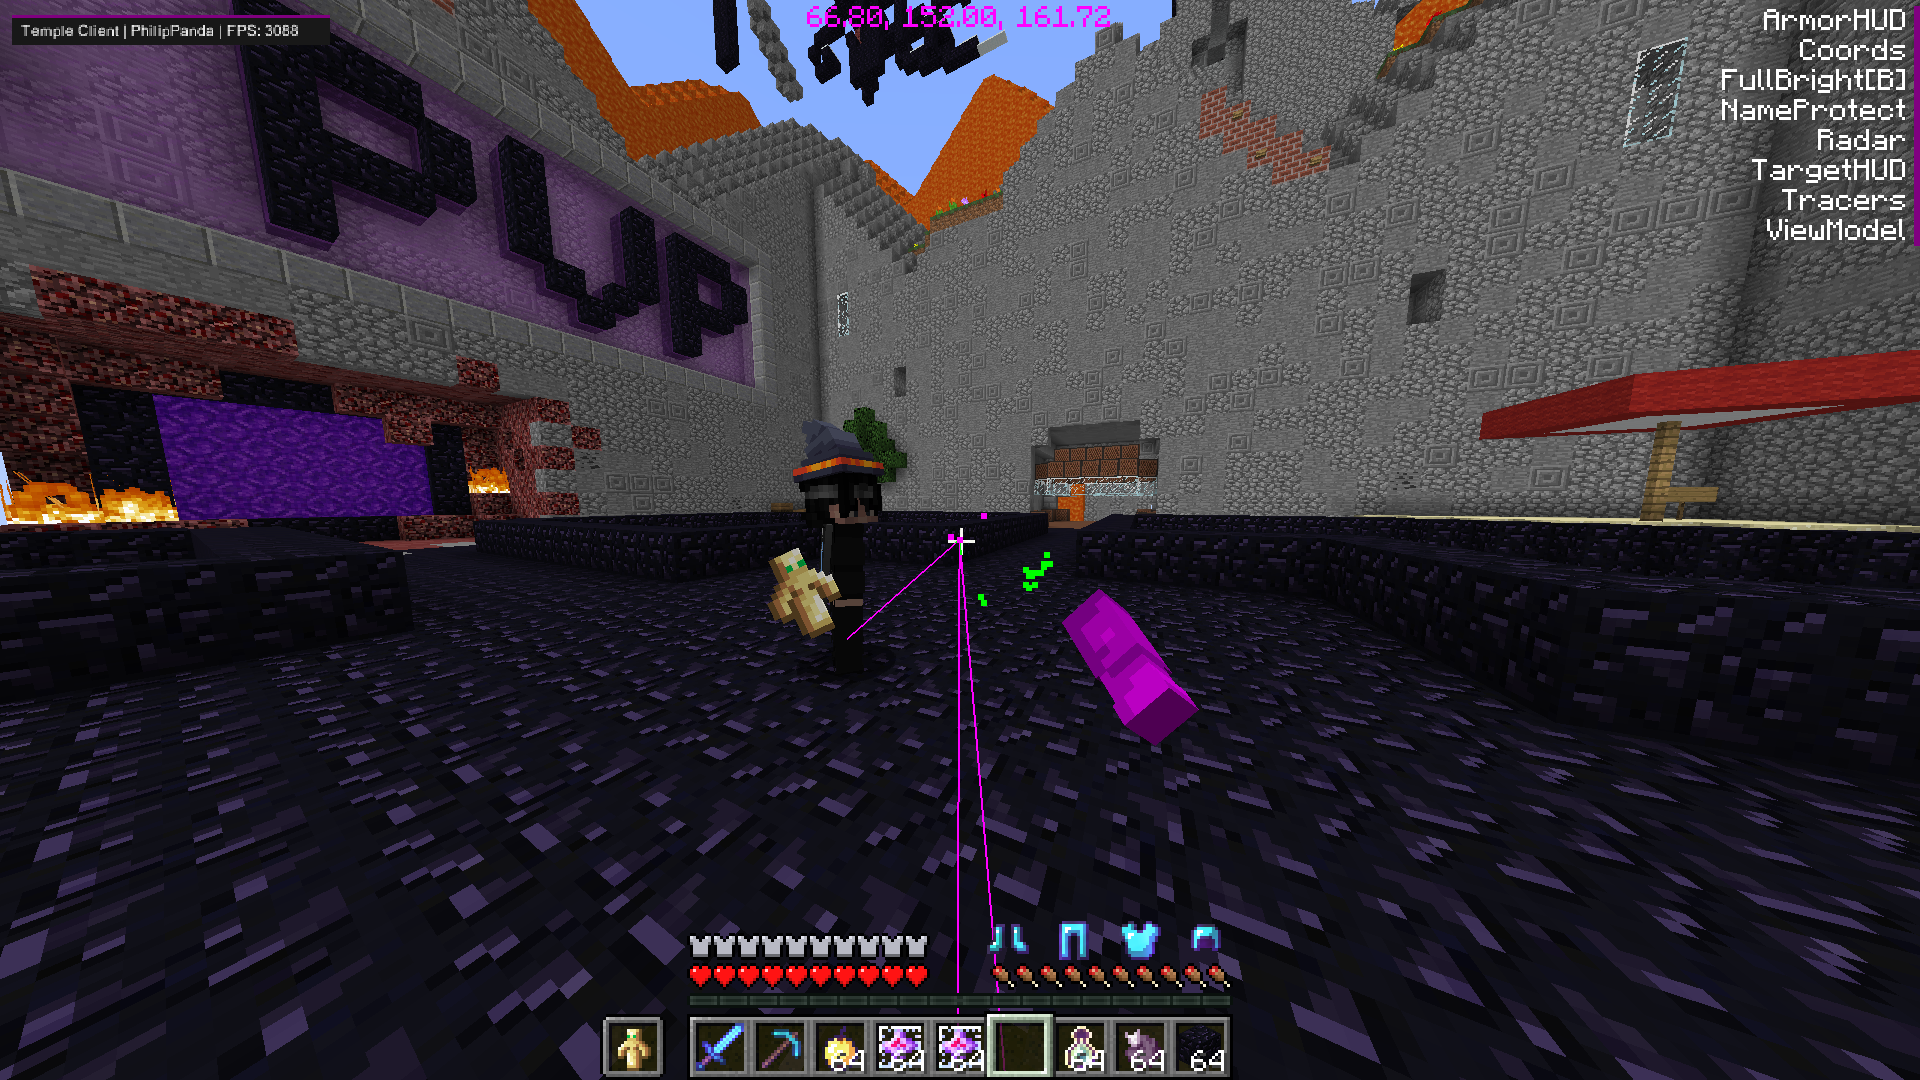 Temple Client | PhilipPanda | FPS: 3088
66.80, 152.00, 161.72
ArmorHUD
Coords
FullBright[B]
NameProtect
Radar
TargetHUD
Tracers
ViewModel
PVP
64
64
64
64
64
64